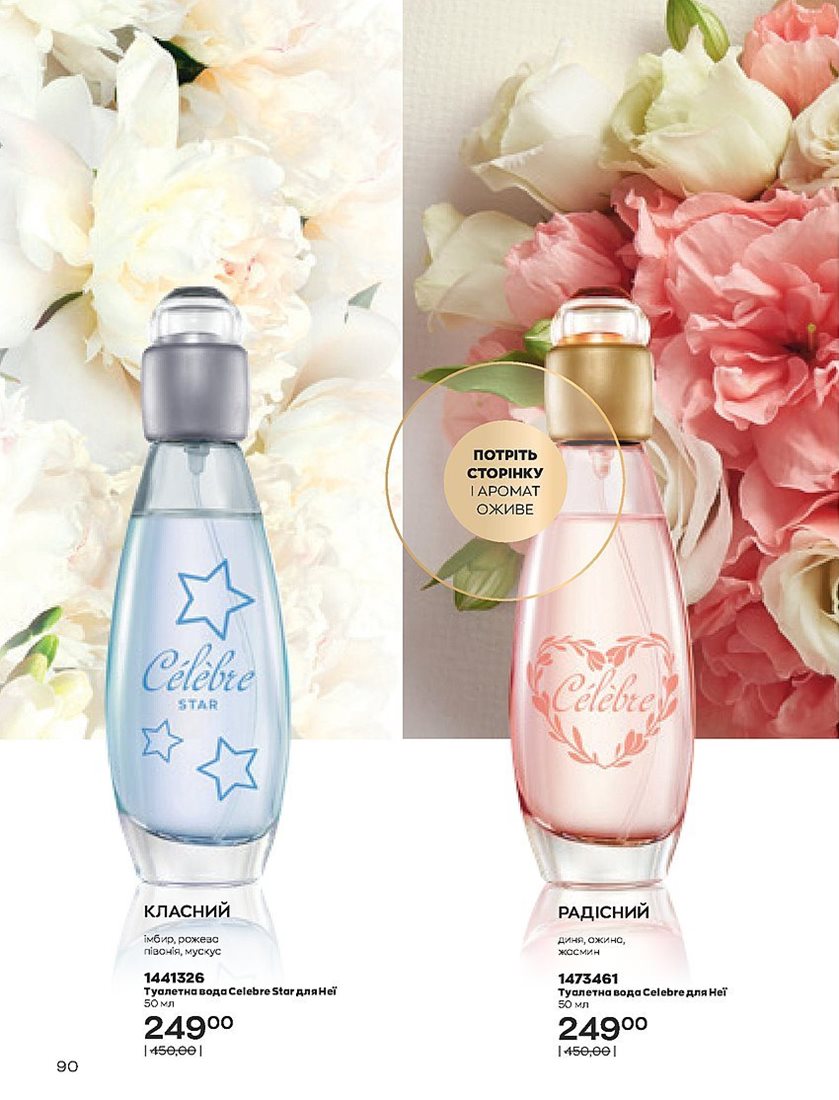 ПОТРІТЬ
СТОРІНКУ
І АРОМАТ
ОЖИВЕ
Célèbre
STAR
Célèbre
КЛАСНИЙ
імбир, рожева
півонія, мускус
1441326
Туалетна вода Celebre Star для Неї
50 мл
24900
| 450,00 |
РАДІСНИЙ
диня, ожина,
жасмин
1473461
Туалетна вода Celebre для Неї
50 мл
24900
| 450,00 |
90